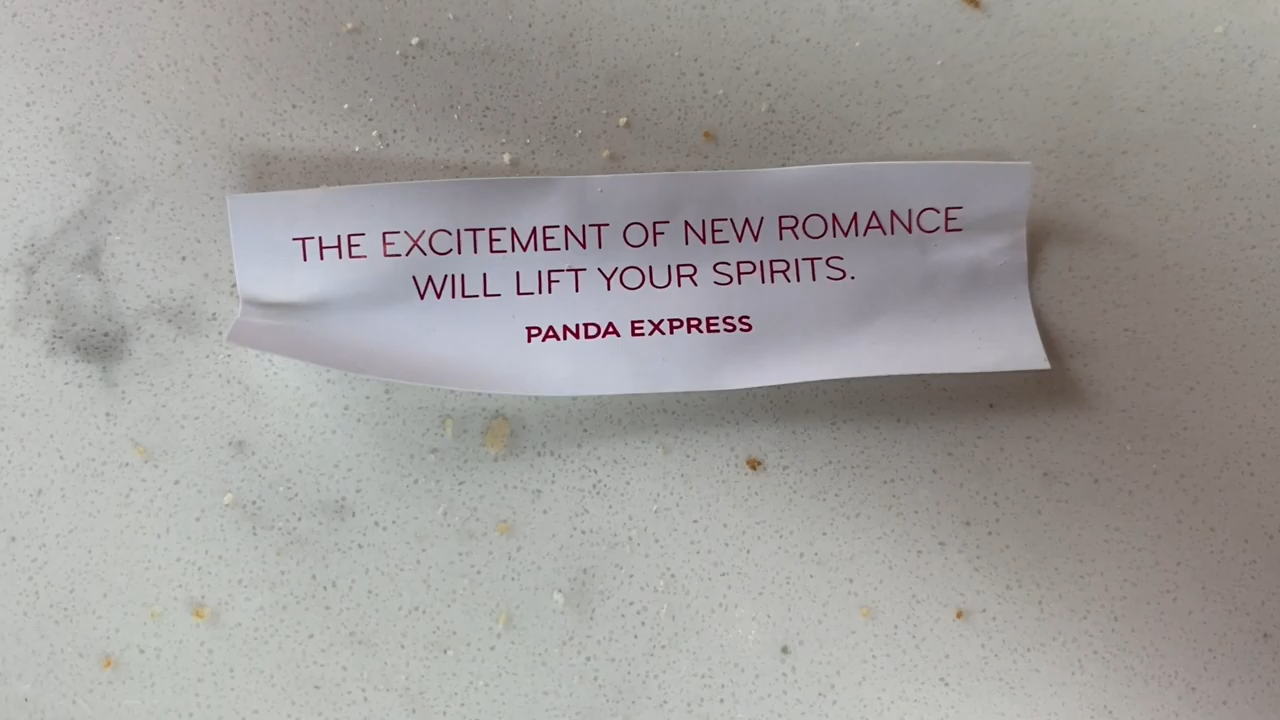 THE EXCITEMENT OF NEW ROMANCE
WILL LIFT YOUR SPIRITS.
PANDA EXPRESS